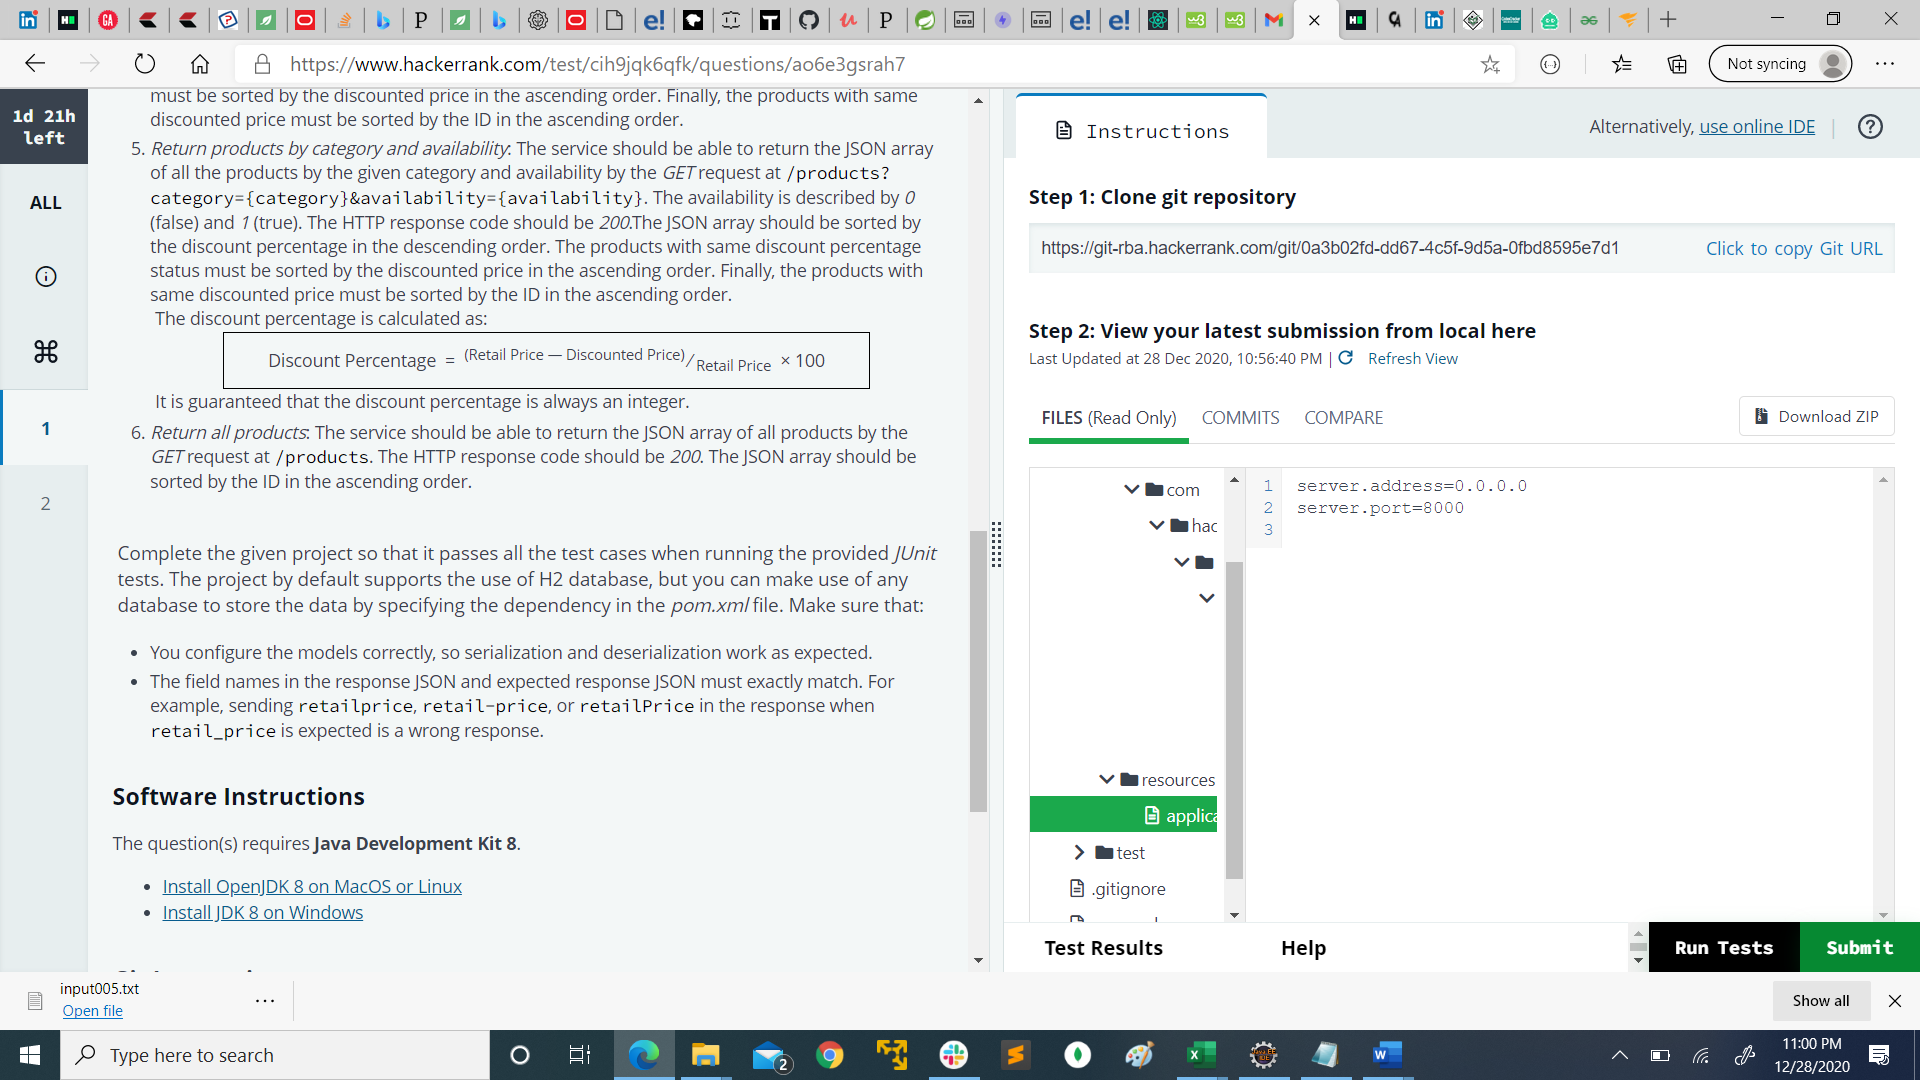 Not syncing
https://www.hackerrank.com/test/cih9jqk6qfk/questions/ao6e3gsrah7
1d 21h
left
ALL
1
2
must be sorted by the discounted price in the ascending order. Finally, the products with same
discounted price must be sorted by the ID in the ascending order.
5. Return products by category and availability: The service should be able to return the JSON array
of all the products by the given category and availability by the GET request at /products?
category={category}&availability={availability}. The availability is described by 0
(false) and 1 (true). The HTTP response code should be 200.The JSON array should be sorted by
the discount percentage in the descending order. The products with same discount percentage
status must be sorted by the discounted price in the ascending order. Finally, the products with
same discounted price must be sorted by the ID in the ascending order.
The discount percentage is calculated as:
Discount Percentage = (Retail Price — Discounted Price)/ Retail Price × 100
It is guaranteed that the discount percentage is always an integer.
6. Return all products: The service should be able to return the JSON array of all products by the
GET request at /products. The HTTP response code should be 200. The JSON array should be
sorted by the ID in the ascending order.
Complete the given project so that it passes all the test cases when running the provided JUnit
tests. The project by default supports the use of H2 database, but you can make use of any
database to store the data by specifying the dependency in the pom.xml file. Make sure that:
• You configure the models correctly, so serialization and deserialization work as expected.
• The field names in the response JSON and expected response JSON must exactly match. For
example, sending retailprice, retail-price, or retailPrice in the response when
retail_price is expected is a wrong response.
Software Instructions
The question(s) requires Java Development Kit 8.
• Install OpenJDK 8 on MacOS or Linux
• Install JDK 8 on Windows
Instructions
Alternatively, use online IDE
Step 1: Clone git repository
https://git-rba.hackerrank.com/git/0a3b02fd-dd67-4c5f-9d5a-0fbd8595e7d1
Click to copy Git URL
Step 2: View your latest submission from local here
Last Updated at 28 Dec 2020, 10:56:40 PM | Refresh View
FILES (Read Only) COMMITS COMPARE
Download ZIP
com
hac
resources
applica
test
.gitignore
1 server.address=0.0.0.0
2 server.port=8000
3
Test Results
Help
Run Tests
Submit
input005.txt
Open file
Show all
Type here to search
2
11:00 PM
12/28/2020